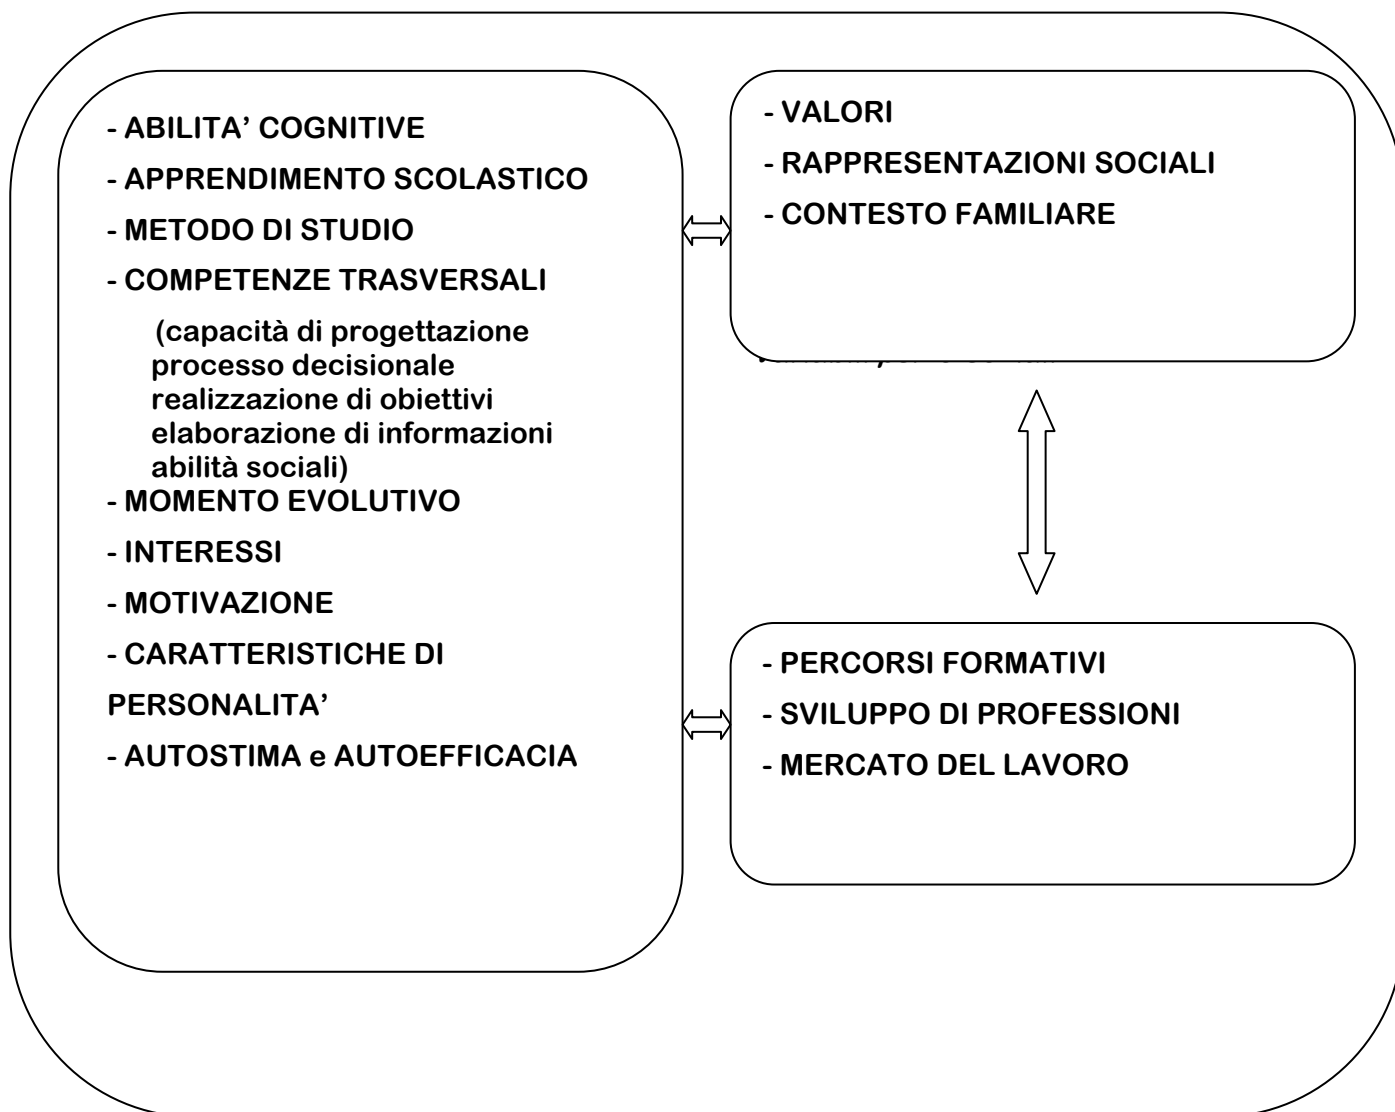 - ABILITA’ COGNITIVE
- APPRENDIMENTO SCOLASTICO
- METODO DI STUDIO
- COMPETENZE TRASVERSALI
(capacità di progettazione
processo decisionale
realizzazione di obiettivi
elaborazione di informazioni
abilità sociali)
- MOMENTO EVOLUTIVO
- INTERESSI
- MOTIVAZIONE
- CARATTERISTICHE DI
PERSONALITA’
- AUTOSTIMA e AUTOEFFICACIA
- VALORI
- RAPPRESENTAZIONI SOCIALI
- CONTESTO FAMILIARE
- PERCORSI FORMATIVI
- SVILUPPO DI PROFESSIONI
- MERCATO DEL LAVORO